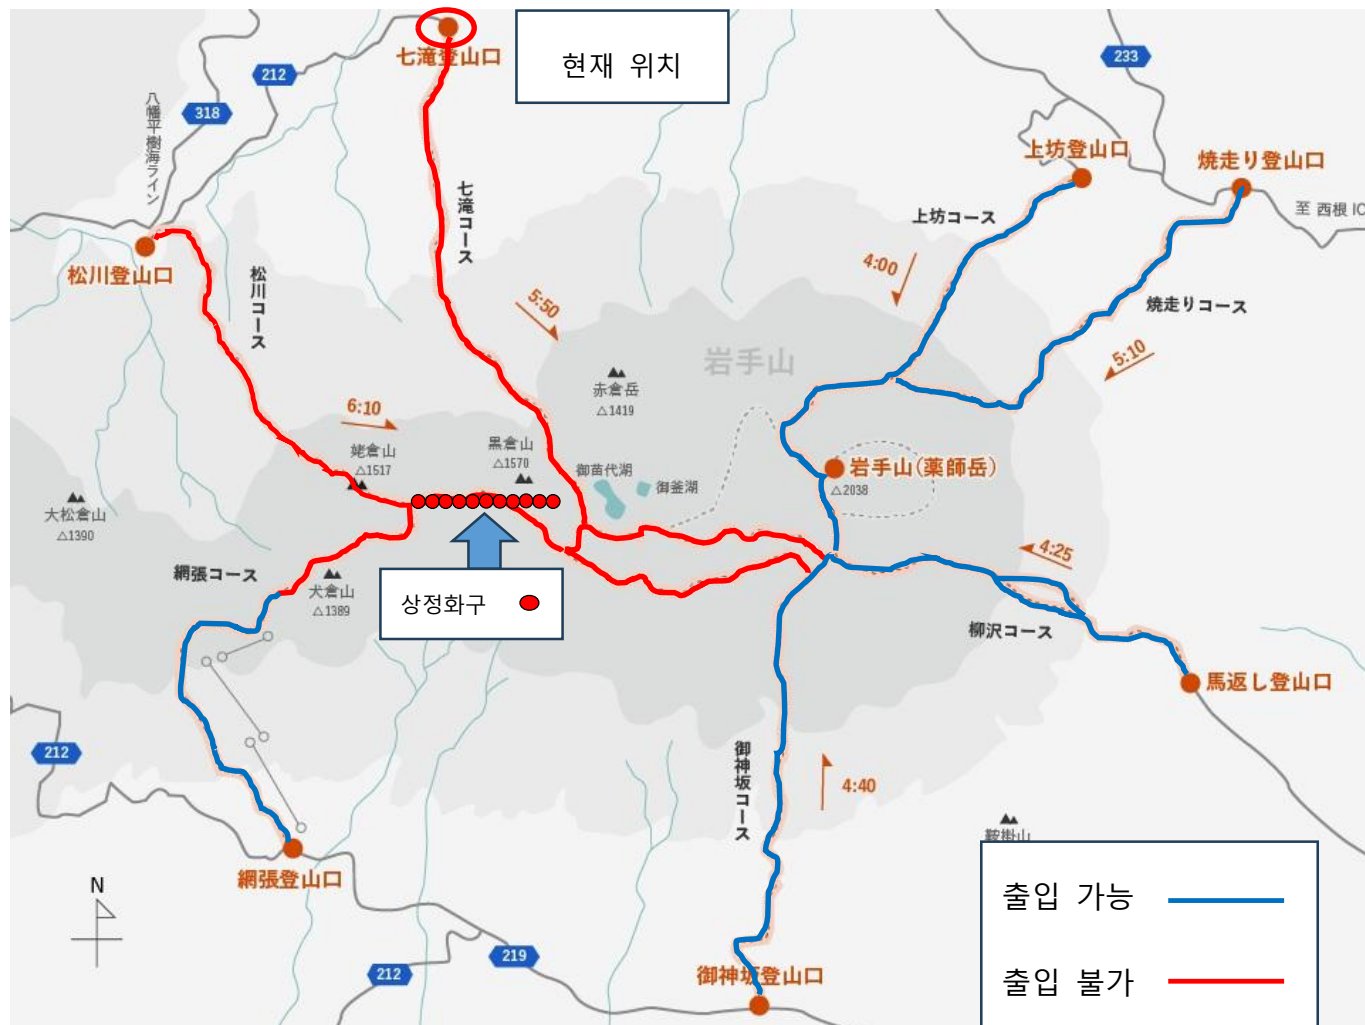 七滝登山口
현재 위치
233
212
318
八幡平樹海ライン
上坊登山口
焼走り登山口
至 西根 IC
七滝コース
上坊コース
4:00
松川登山口
松川コース
5:50
焼走りコース
岩手山
5:10
赤倉岳
△1419
6:10
姥倉山
△1517
黒倉山
△1570
御苗代湖
御釜湖
岩手山(薬師岳)
△2038
大松倉山
△1390
4:25
網張コース
犬倉山
△1389
상정화구
柳沢コース
馬返し登山口
212
御神坂コース
4:40
鞍掛山
網張登山口
N
출입 가능
219
212
御神坂登山口
출입 불가